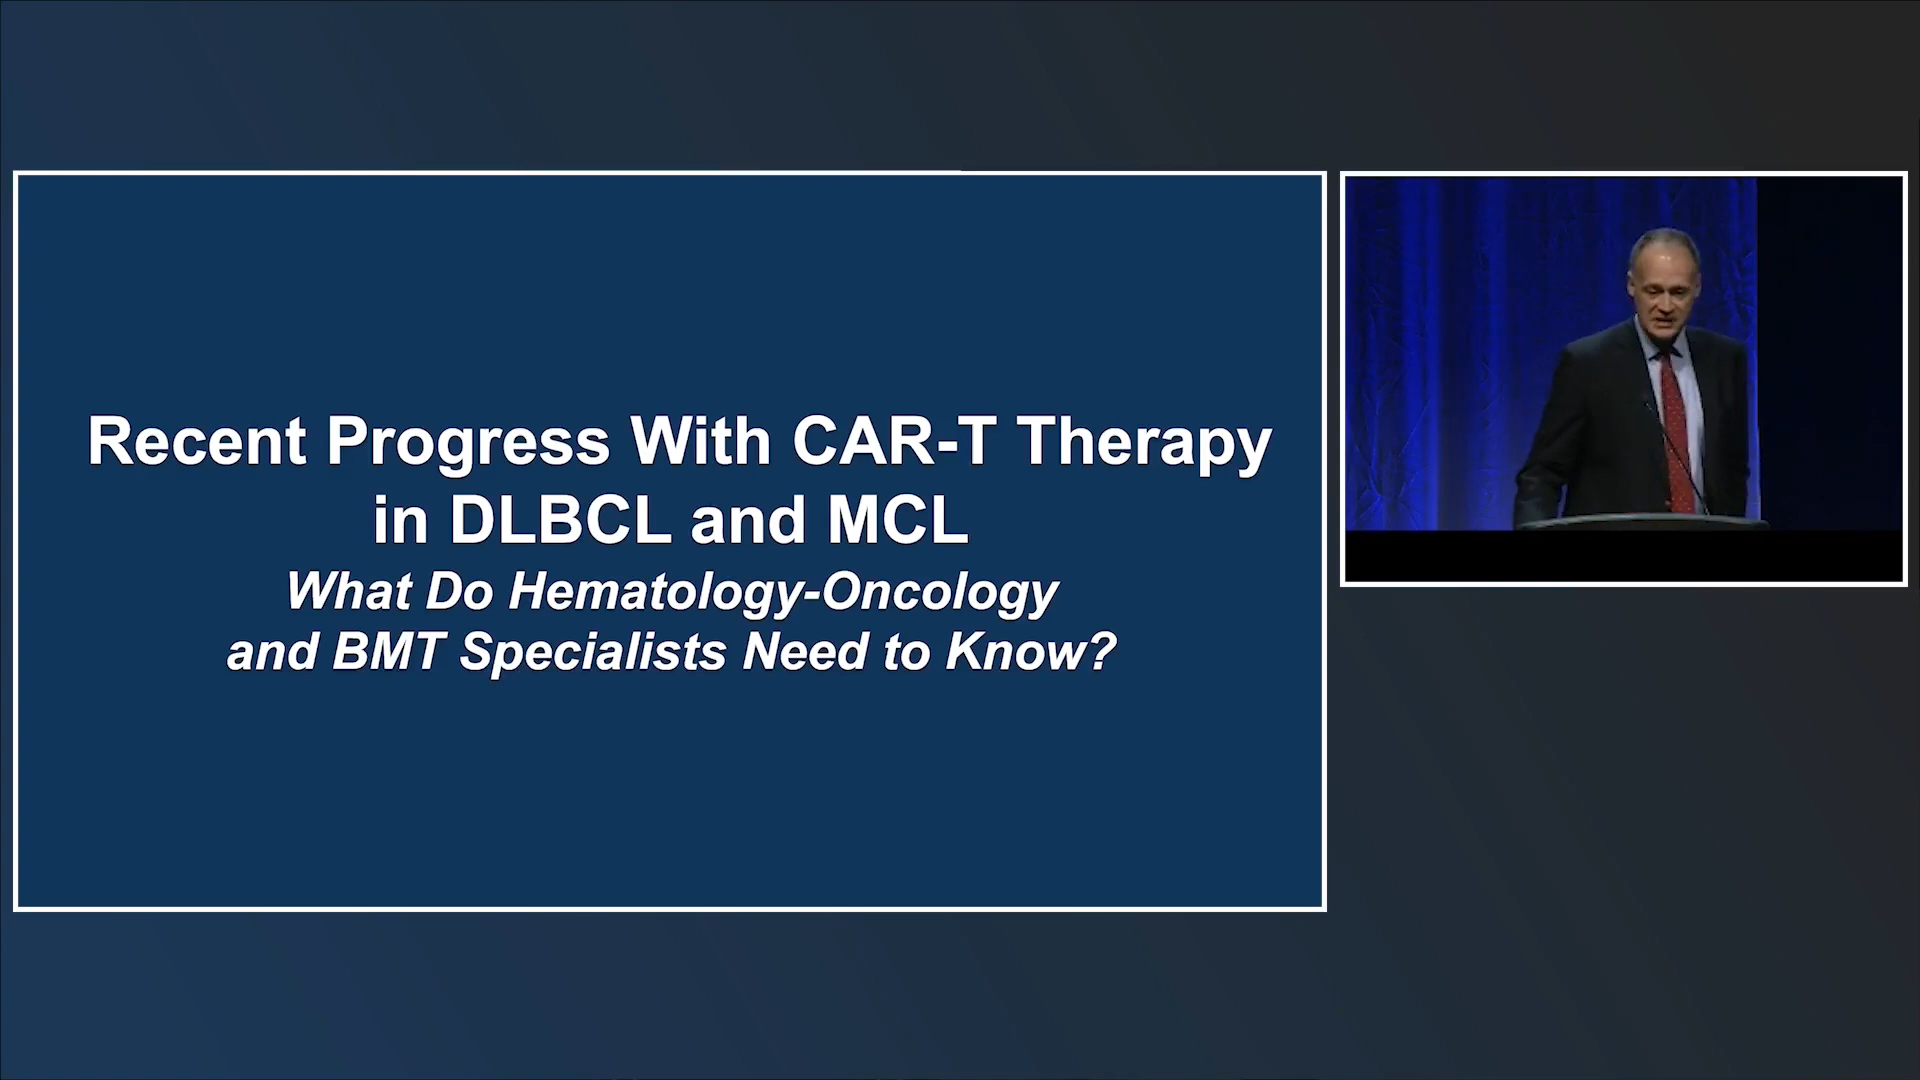 Recent Progress With CAR-T Therapy
in DLBCL and MCL
What Do Hematology-Oncology
and BMT Specialists Need to Know?